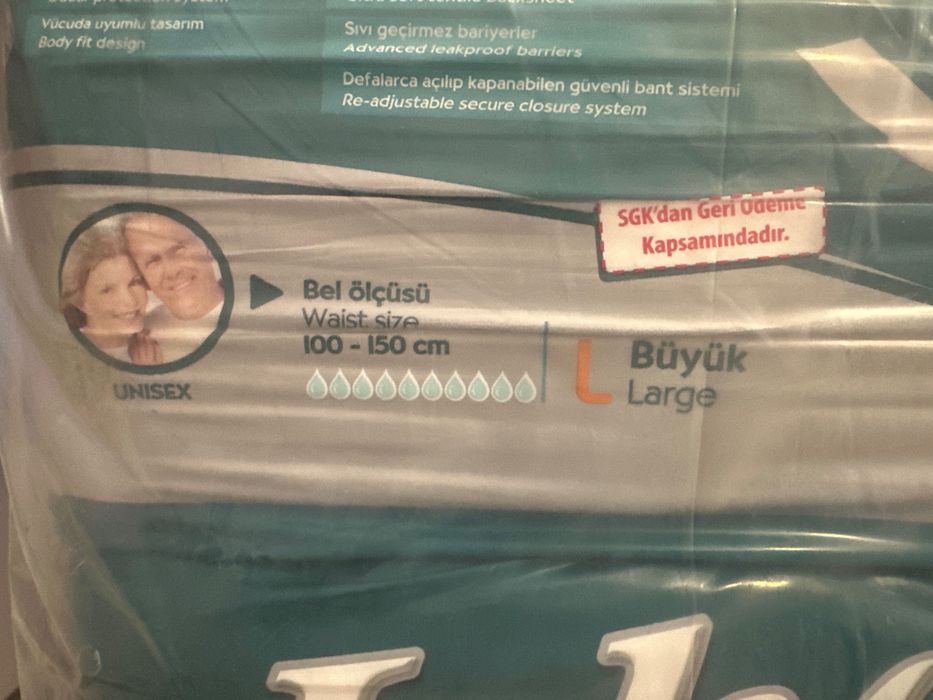 Vücuda uyumlu tasarım
Body fit design
Sıvı geçirmez bariyerler
Advanced leakproof barriers
Defalarca açılıp kapanabilen güvenli bant sistemi
Re-adjustable secure closure system
SGK'dan Geri Ödeme
Kapsamındadır.
Bel ölçüsü
Waist size
100 - 150 cm
UNISEX
L
Büyük
Large